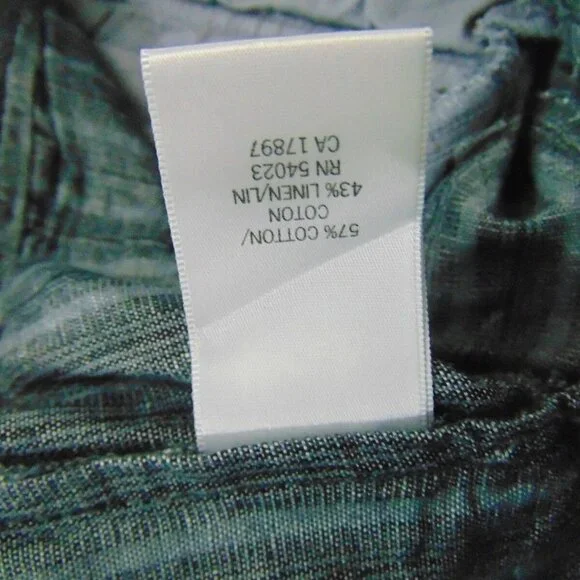 57% COTTON/
COTON
43% LINEN/LIN
RN 54023
CA 17897